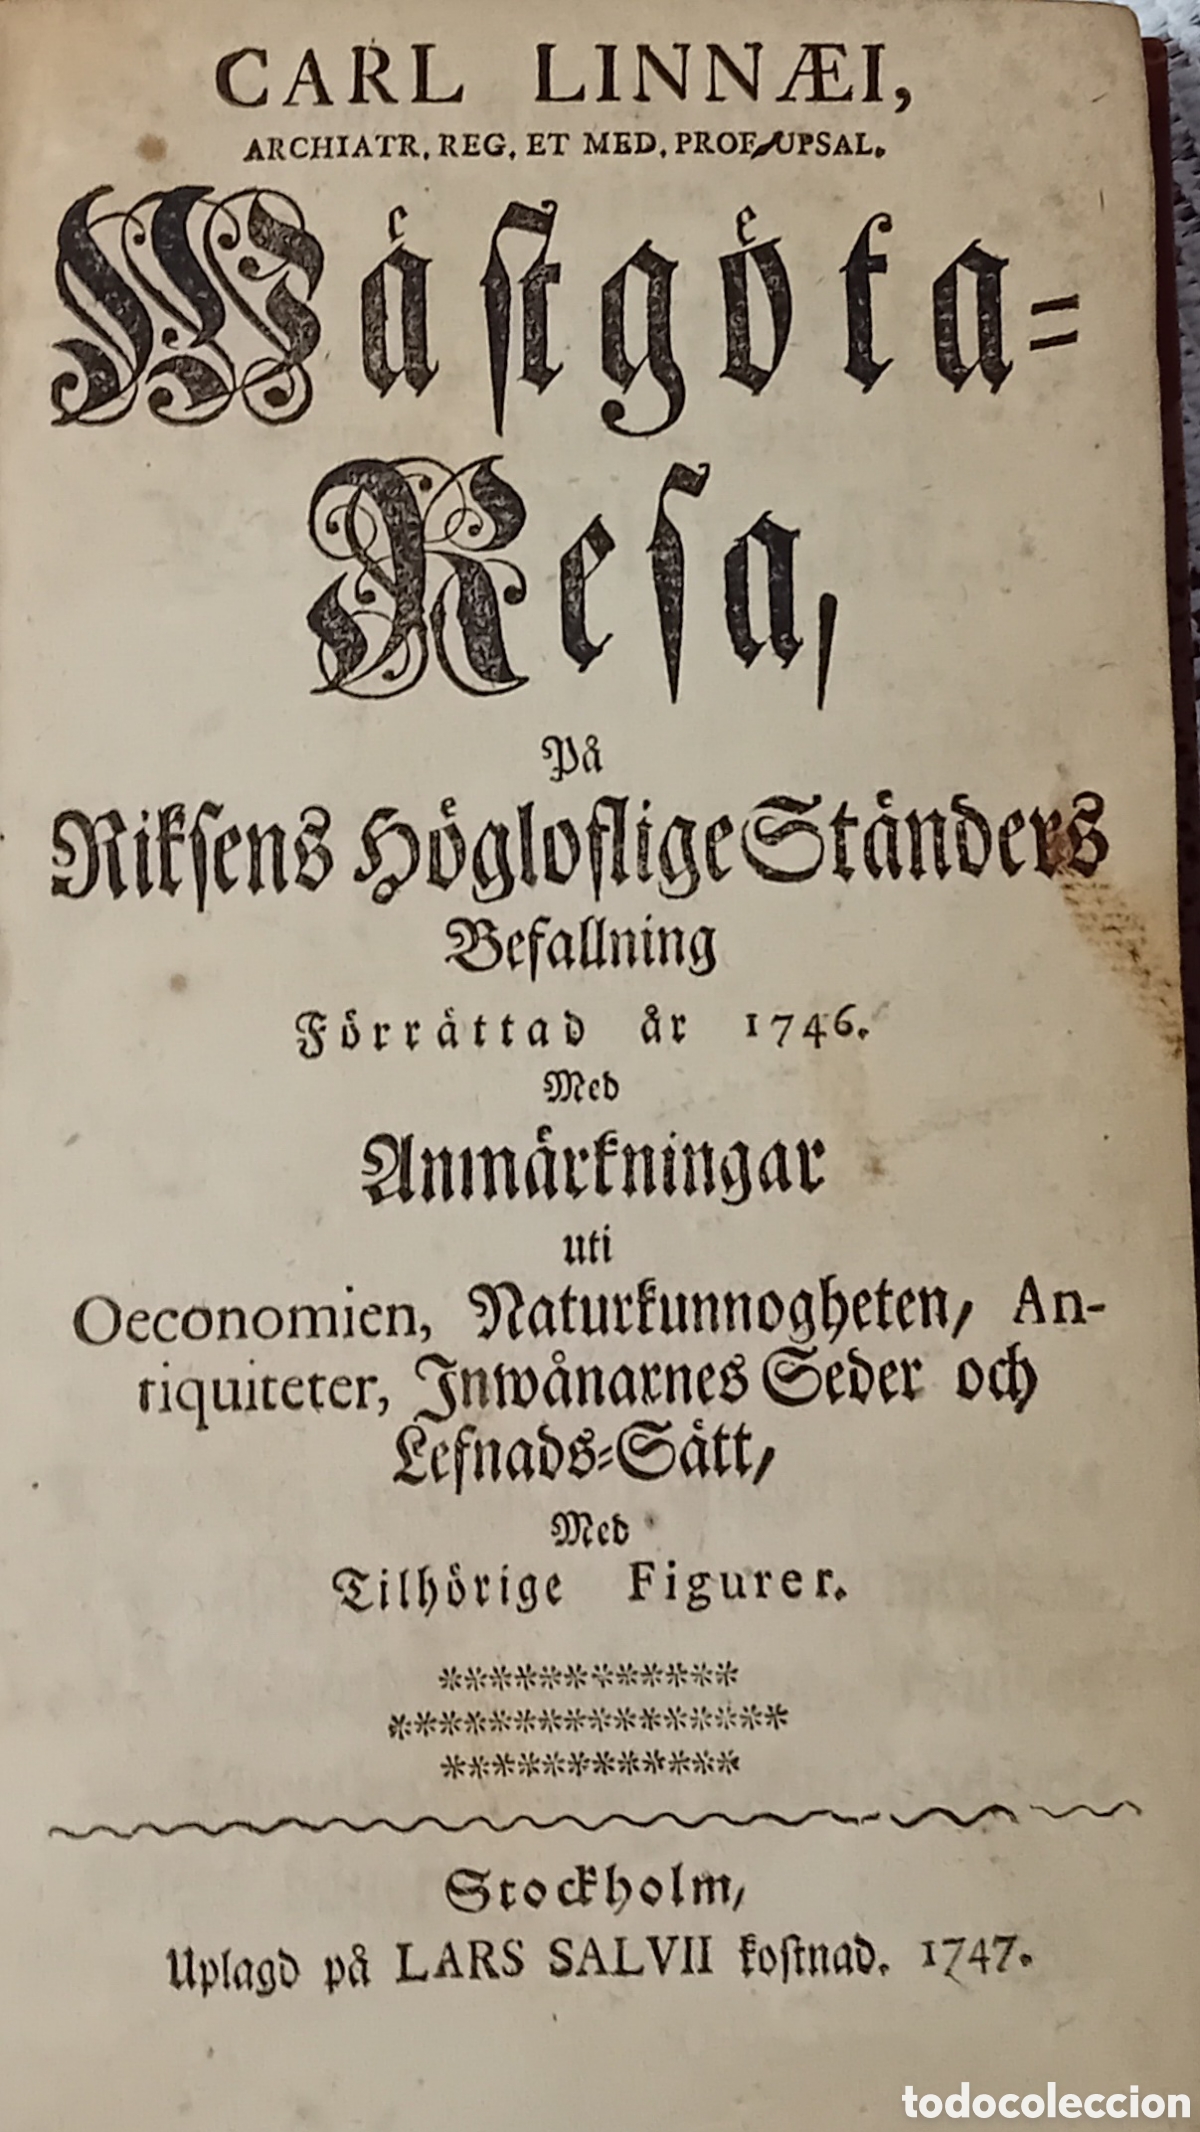 CARL LINNÆI,
ARCHIATR. REG. ET MED. PROF. UPSAL.
Wåstgöta-
Resa,
På
Riksens Högloflige Ständers
Befallning
Förrättad år 1746.
Med
Anmärkningar
uti
Oeconomien, Naturkunnogheten, An-
tiquiteter, Inwånarnes Seder och
Lefnads-Sätt,
Med
Tilhörige Figurer.
************
****************
************
Stockholm,
Uplagd på LARS SALVII kostnad. 1747.
todocoleccion